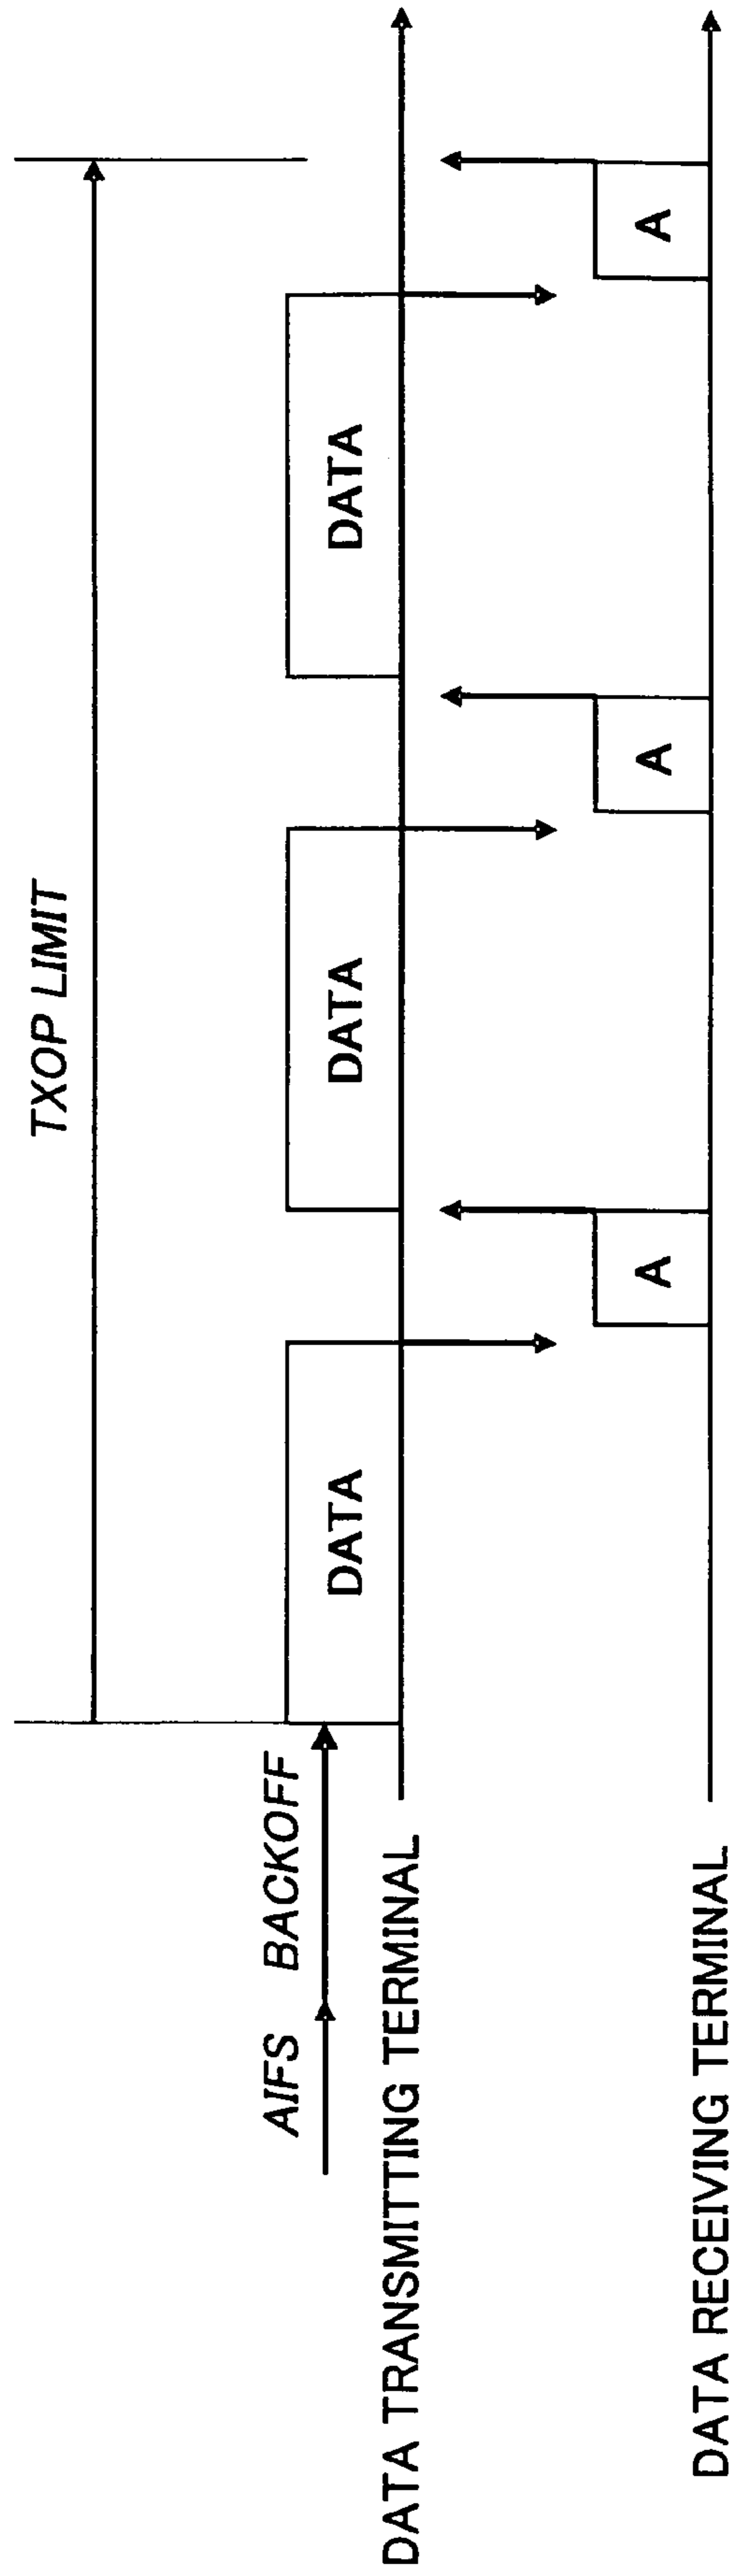 TXOP LIMIT
AIFS BACKOFF
DATA DATA DATA
DATA TRANSMITTING TERMINAL
A A A
DATA RECEIVING TERMINAL